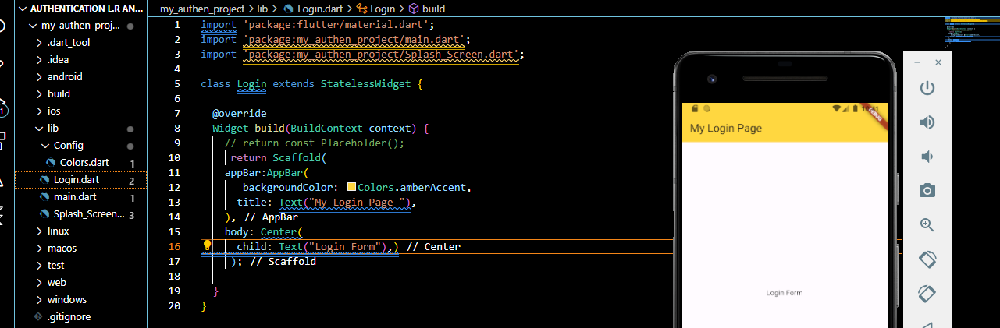 AUTHENTICATION L.R AN...
my_authen_proj...
.dart_tool
.idea
android
build
ios
lib
Config
Colors.dart 1
Login.dart 2
main.dart 1
Splash_Screen... 3
linux
macos
test
web
windows
.gitignore
my_authen_project > lib > Login.dart > Login > build
1 import 'package:flutter/material.dart';
2 import 'package:my_authen_project/main.dart';
3 import 'package:my_authen_project/Splash_Screen.dart';
4
5 class Login extends StatelessWidget {
6
7 @override
8 Widget build(BuildContext context) {
9 // return const Placeholder();
10 return Scaffold(
11 appBar:AppBar(
12 backgroundColor: Colors.amberAccent,
13 title: Text("My Login Page "),
14 ), // AppBar
15 body: Center(
16 child: Text("Login Form"),) // Center
17 ); // Scaffold
18
19 }
20 }
DEBUG
My Login Page
Login Form